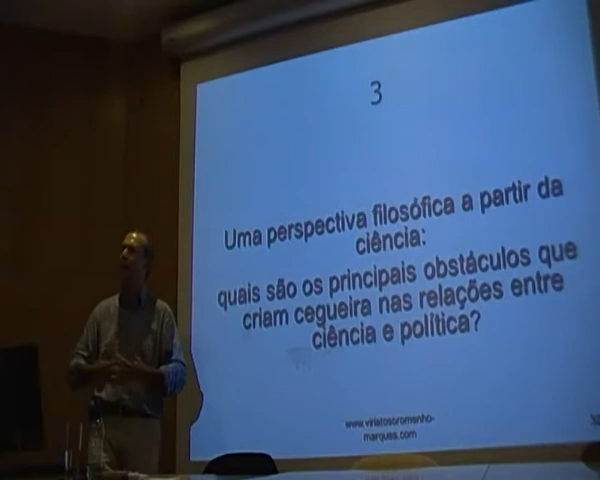 3
Uma perspectiva filosófica a partir da
ciência:
quais são os principais obstáculos que
criam cegueira nas relações entre
ciência e política?
www.viriatosoromenho-
marques.com